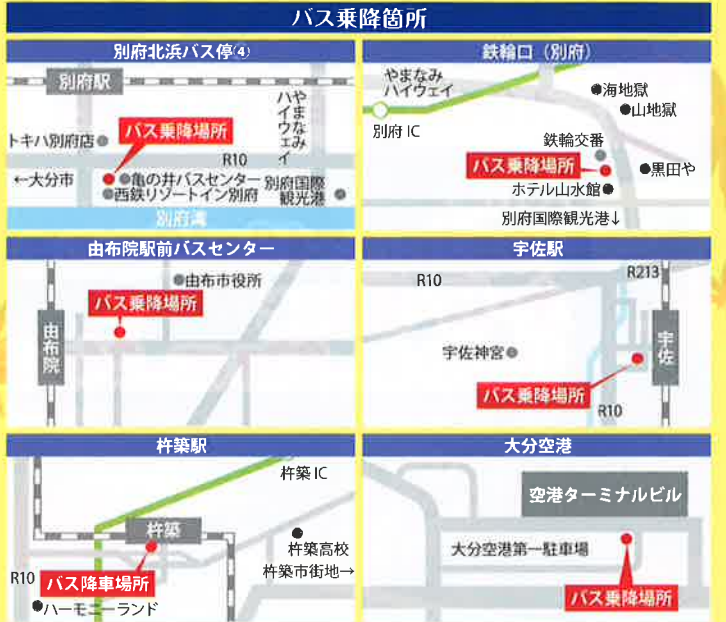 バス乗降箇所
別府北浜バス停④
別府駅
やまなみ
ハイウェイ
トキハ別府店
バス乗降場所
R10
←大分市
亀の井バスセンター
西鉄リゾートイン別府
別府国際
観光港
別府湾
鉄輪口（別府）
やまなみ
ハイウェイ
海地獄
山地獄
別府 IC
鉄輪交番
バス乗降場所
黒田や
ホテル山水館
別府国際観光港↓
由布院駅前バスセンター
由布市役所
バス乗降場所
由布院
宇佐駅
R10
R213
宇佐
宇佐神宮
バス乗降場所
R10
杵築駅
杵築 IC
杵築
杵築高校
杵築市街地→
R10
バス降車場所
ハーモニーランド
大分空港
空港ターミナルビル
大分空港第一駐車場
バス乗降場所